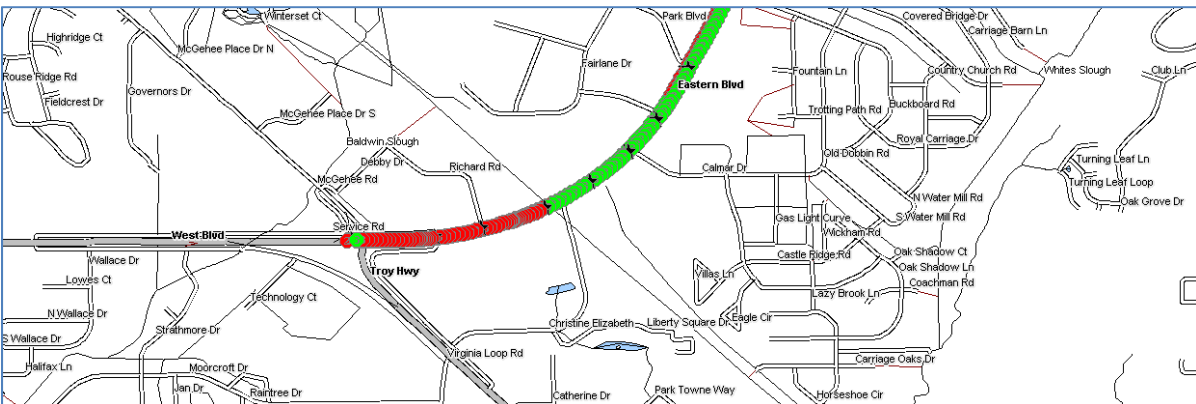 Winterset Ct
Park Blvd
Covered Bridge Dr
Carriage Barn Ln
Highridge Ct
McGehee Place Dr N
Fairlane Dr
Rouse Ridge Rd
Governors Dr
Fieldcrest Dr
Eastern Blvd
Fountain Ln
Country Church Rd
Whites Slough
Club Ln
McGehee Place Dr S
Trotting Path Rd
Buckboard Rd
Baldwin Slough
Royal Carriage Dr
Debby Dr
Richard Rd
Calmar Dr
Old Dobbin Rd
Turning Leaf Ln
McGehee Rd
Turning Leaf Loop
N Water Mill Rd
Oak Grove Dr
Service Rd
Gas Light Curve
S Water Mill Rd
West Blvd
Wickham Rd
Wallace Dr
Castle Ridge Rd
Oak Shadow Ct
Troy Hwy
Villas Ln
Oak Shadow Ln
Lowes Ct
Coachman Rd
Technology Ct
Lazy Brook Ln
N Wallace Dr
Christine Elizabeth
Liberty Square Dr
Eagle Cir
Strathmore Dr
S Wallace Dr
Virginia Loop Rd
Carriage Oaks Dr
Halifax Ln
Moorcroft Dr
Jan Dr
Raintree Dr
Catherine Dr
Park Towne Way
Horseshoe Cir